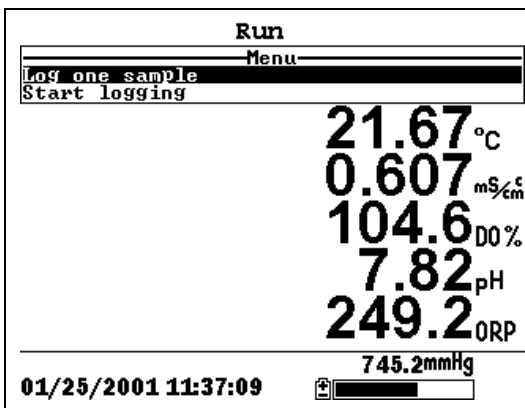 Run
Menu
Log one sample
Start logging
21.67°C
0.607mS/cm c
104.6DO%
7.82pH
249.2ORP
745.2mmHg
01/25/2001 11:37:09